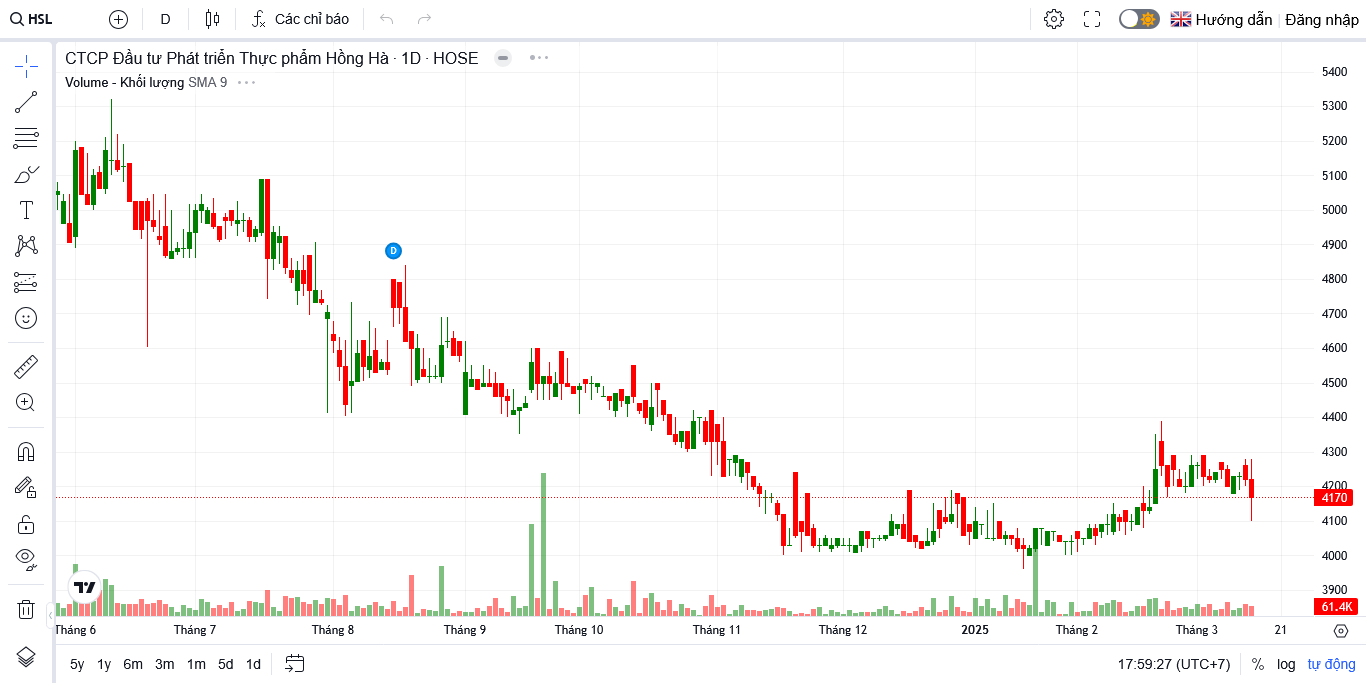 HSL D Các chỉ báo Hướng dẫn Đăng nhập
CTCP Đầu tư Phát triển Thực phẩm Hồng Hà · 1D · HOSE
Volume - Khối lượng SMA 9
D
5400
5300
5200
5100
5000
4900
4800
4700
4600
4500
4400
4300
4200
4170
4100
4000
3900
61.4K
Tháng 6 Tháng 7 Tháng 8 Tháng 9 Tháng 10 Tháng 11 Tháng 12 2025 Tháng 2 Tháng 3 21
5y 1y 6m 3m 1m 5d 1d 17:59:27 (UTC+7) % log tự động